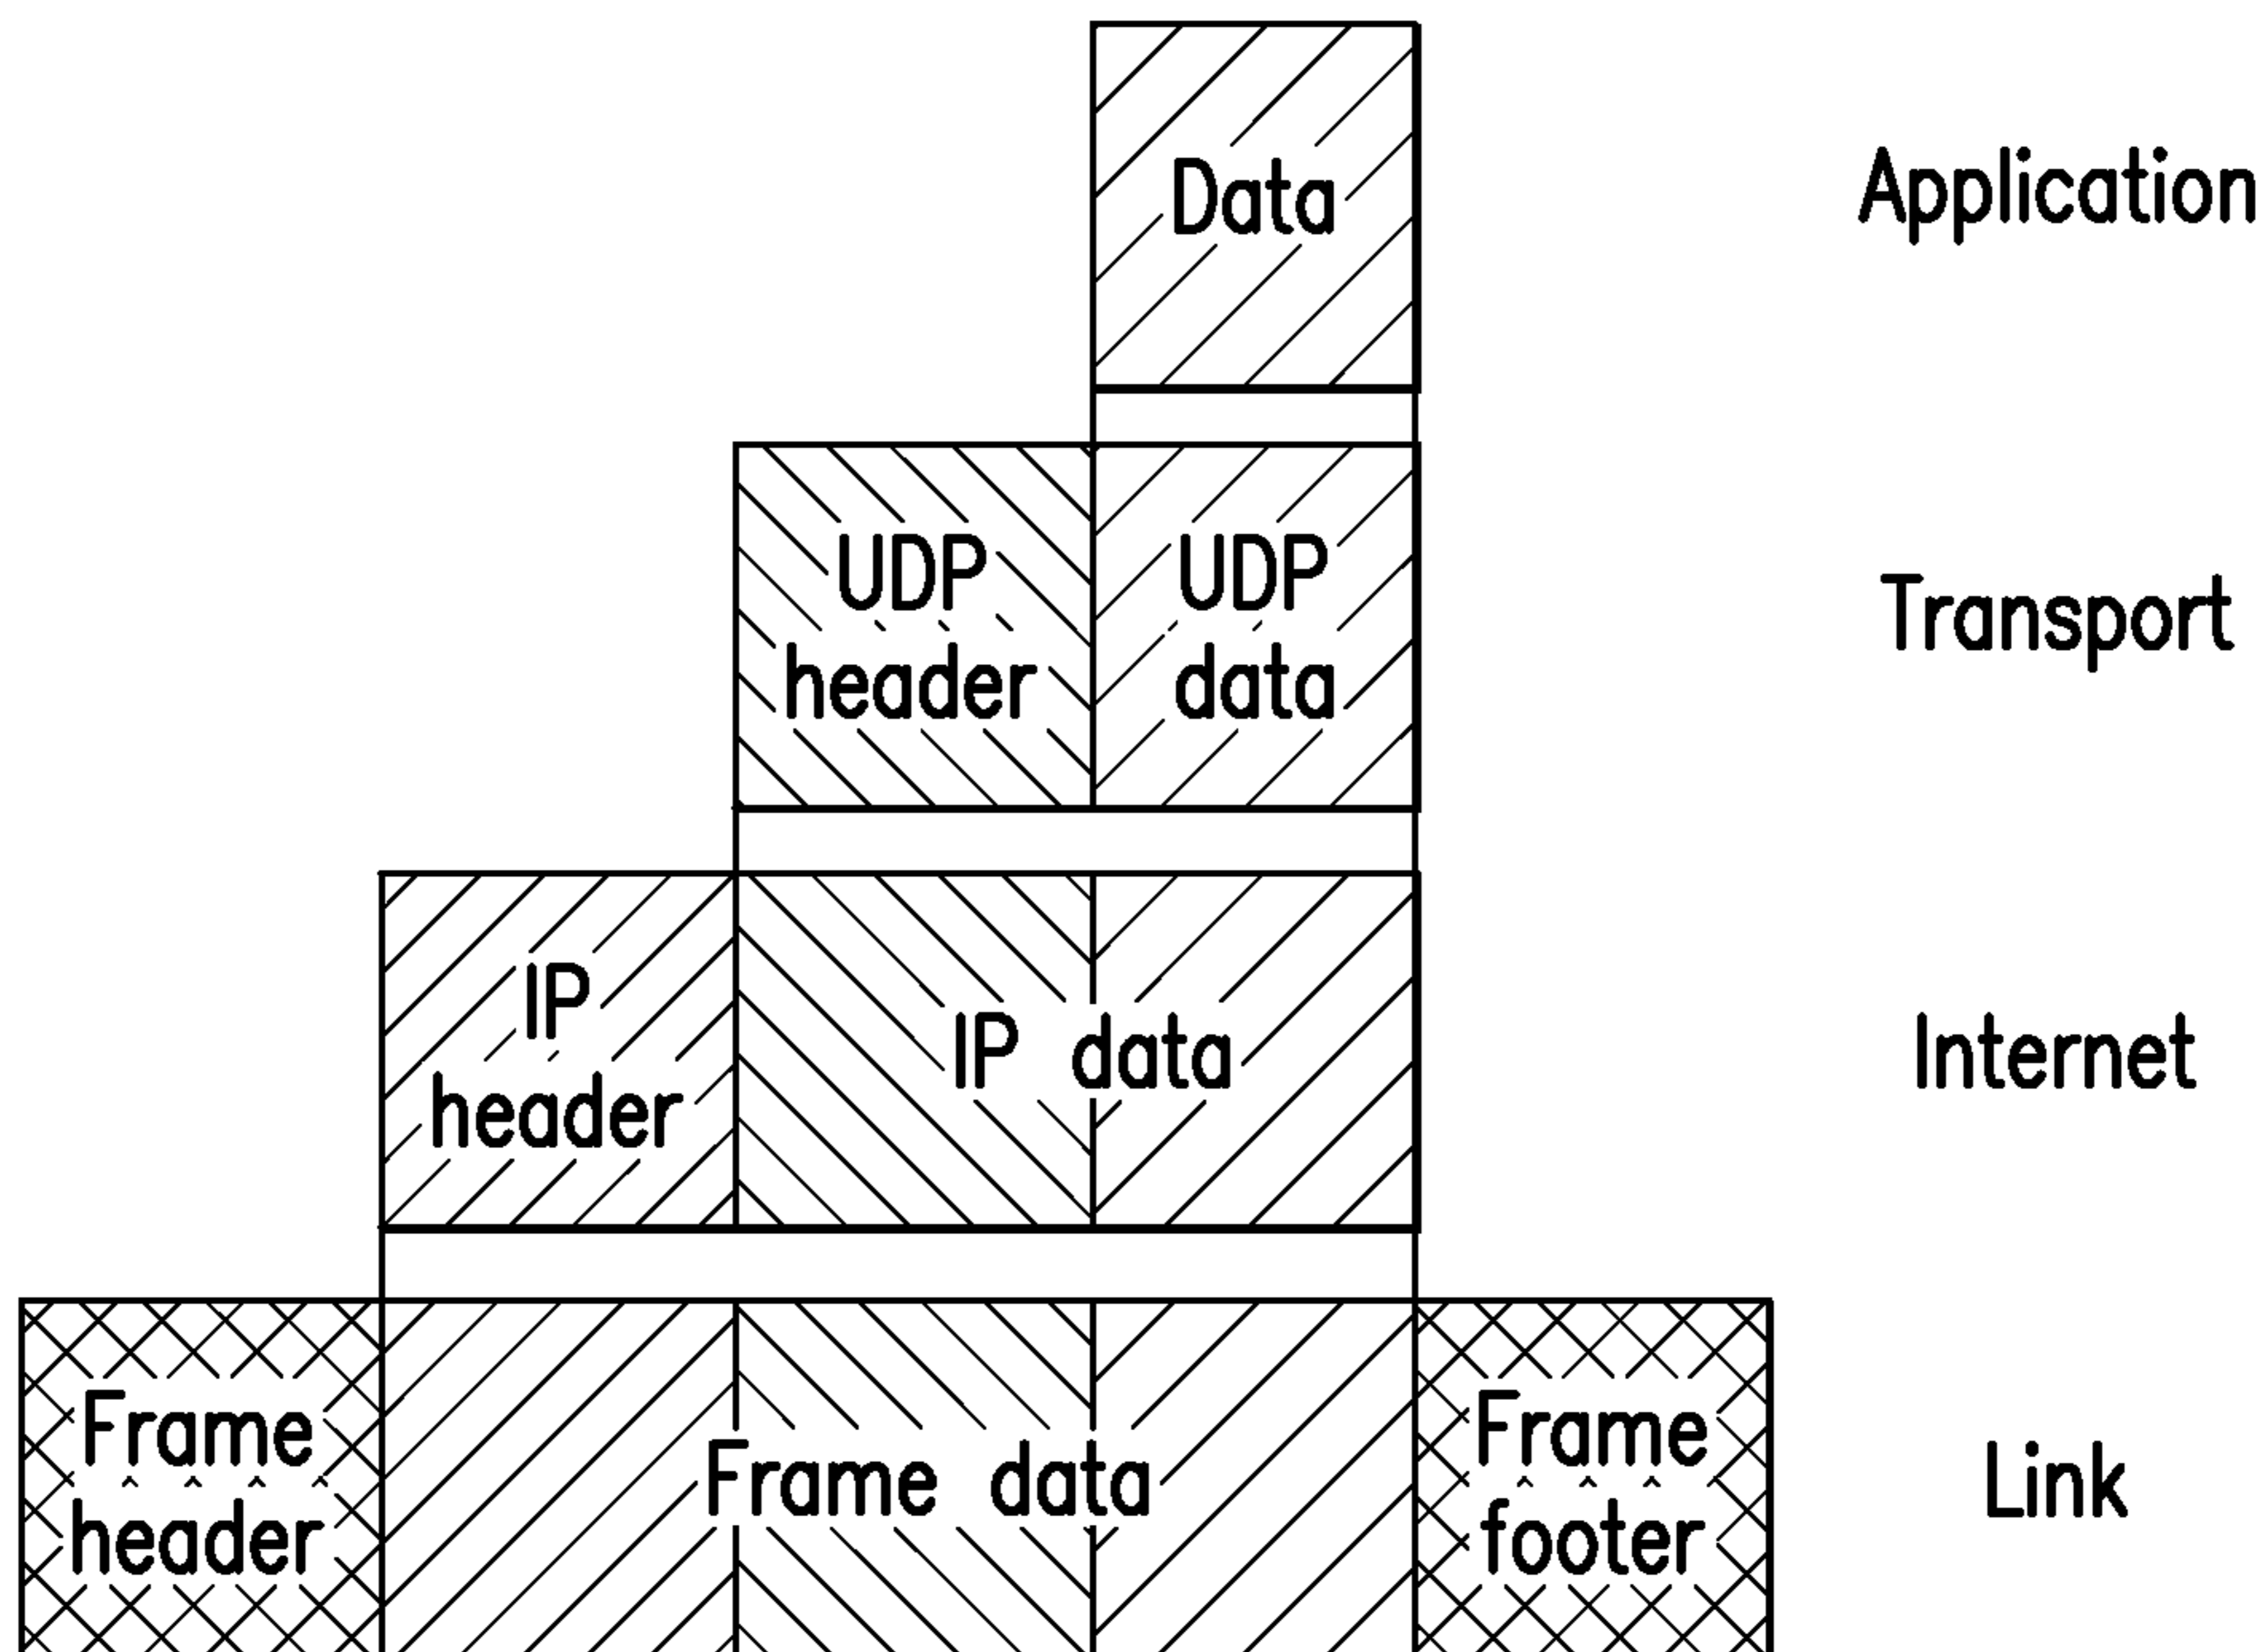 Data
Application
UDP
header
UDP
data
Transport
IP
header
IP data
Internet
Frame
header
Frame data
Frame
footer
Link